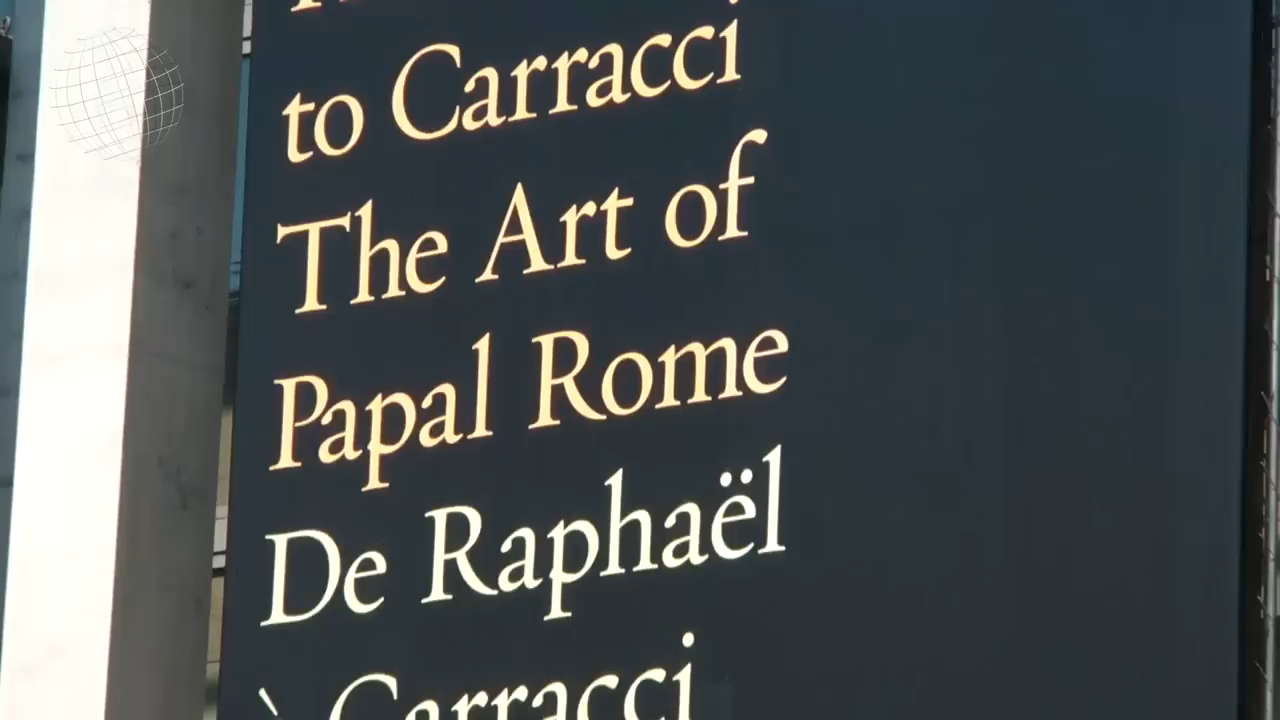 to Carracci
The Art of
Papal Rome
De Raphaël
à Carracci